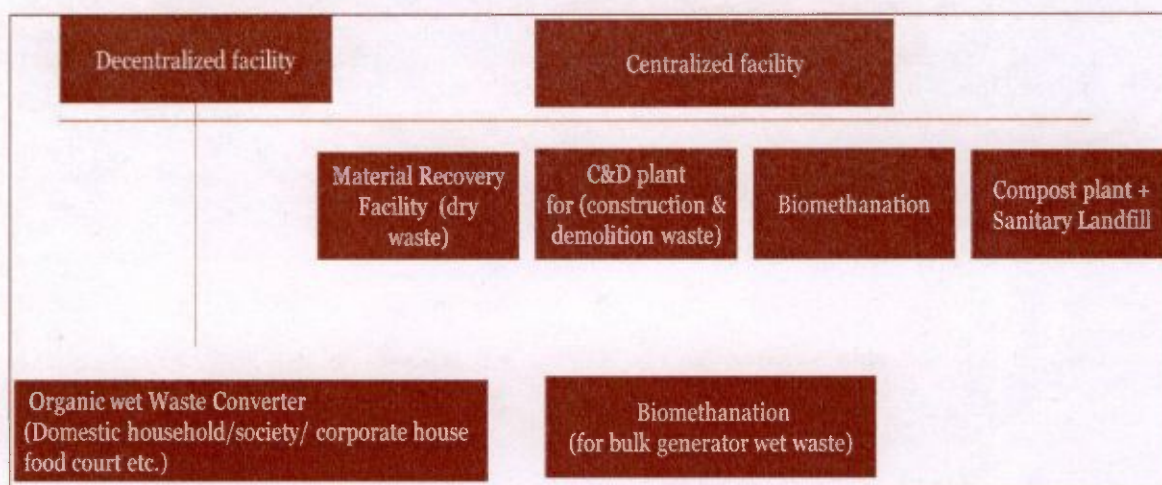 Decentralized facility
Centralized facility
Material Recovery
Facility (dry
waste)
C&D plant
for (construction &
demolition waste)
Biomethanation
Compost plant +
Sanitary Landfill
Organic wet Waste Converter
(Domestic household/society/ corporate house
food court etc.)
Biomethanation
(for bulk generator wet waste)